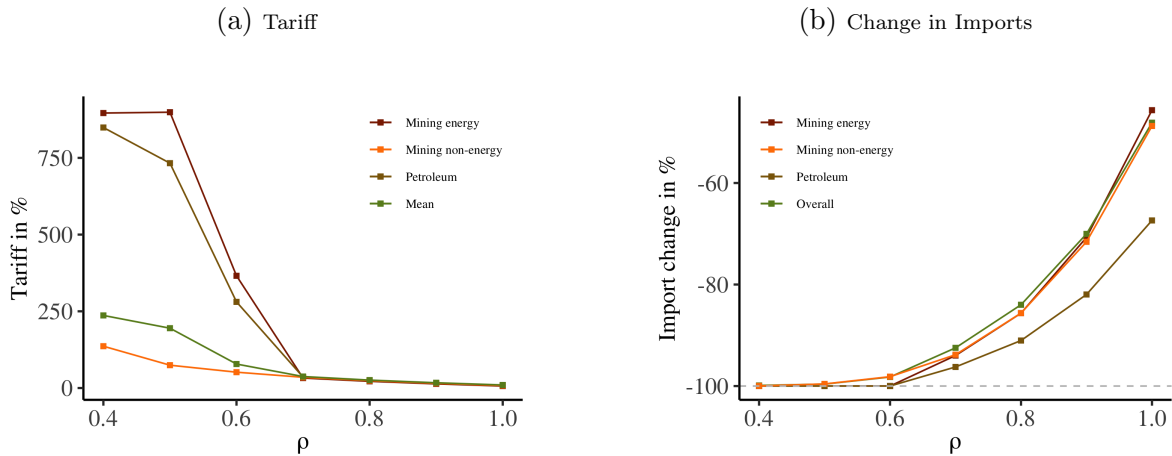 (a) Tariff
Tariff in %
750
500
250
0
0.4 0.6 0.8 1.0
ρ
Mining energy
Mining non-energy
Petroleum
Mean
(b) Change in Imports
Import change in %
-60
-80
-100
0.4 0.6 0.8 1.0
ρ
Mining energy
Mining non-energy
Petroleum
Overall